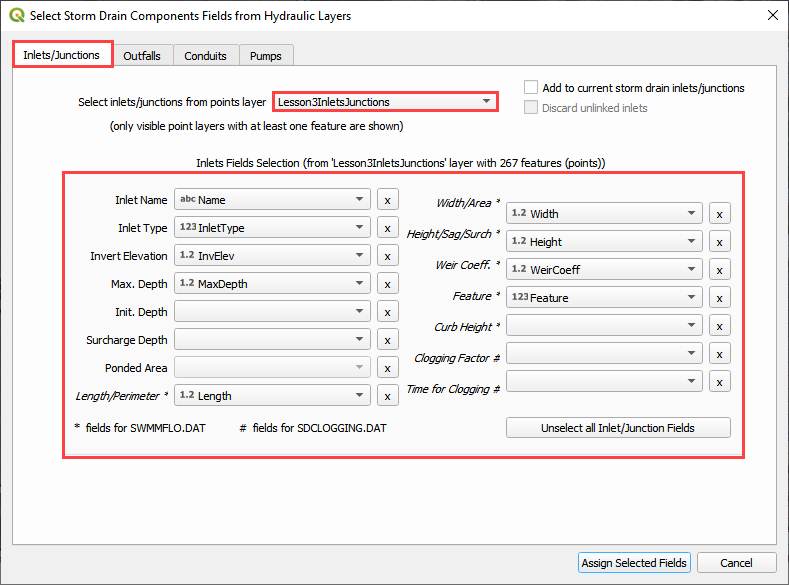 Select Storm Drain Components Fields from Hydraulic Layers
Inlets/Junctions Outfalls Conduits Pumps
Select inlets/junctions from points layer Lesson3InletsJunctions
(only visible point layers with at least one feature are shown)
Add to current storm drain inlets/junctions
Discard unlinked inlets
Inlets Fields Selection (from 'Lesson3InletsJunctions' layer with 267 features (points))
Inlet Name abc Name x
Inlet Type 123 InletType x
Invert Elevation 1.2 InvElev x
Max. Depth 1.2 MaxDepth x
Init. Depth x
Surcharge Depth x
Ponded Area x
Length/Perimeter * 1.2 Length x
Width/Area * 1.2 Width x
Height/Sag/Surch * 1.2 Height x
Weir Coeff. * 1.2 WeirCoeff x
Feature * 123 Feature x
Curb Height * x
Clogging Factor # x
Time for Clogging # x
* fields for SWMMFLO.DAT # fields for SDCLOGGING.DAT
Unselect all Inlet/Junction Fields
Assign Selected Fields Cancel